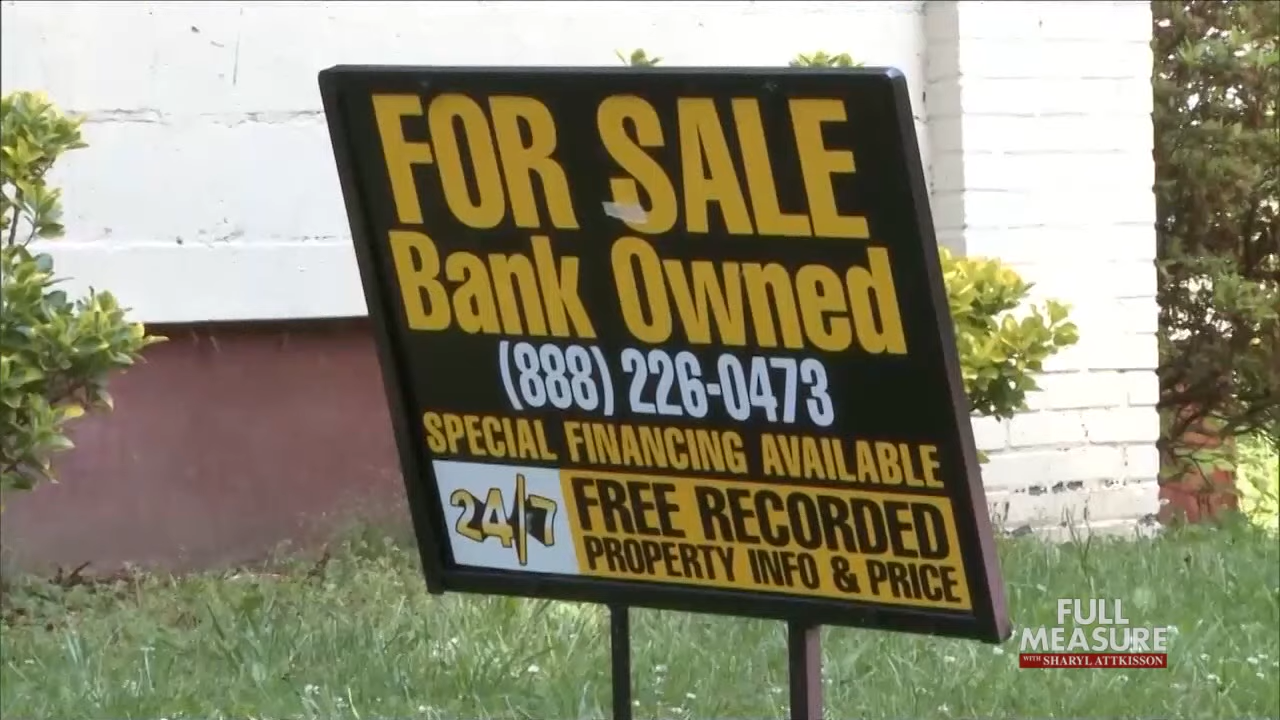 FOR SALE
Bank Owned
(888) 226-0473
SPECIAL FINANCING AVAILABLE
24/7
FREE RECORDED
PROPERTY INFO & PRICE
FULL
MEASURE
WITH SHARYL ATTKISSON